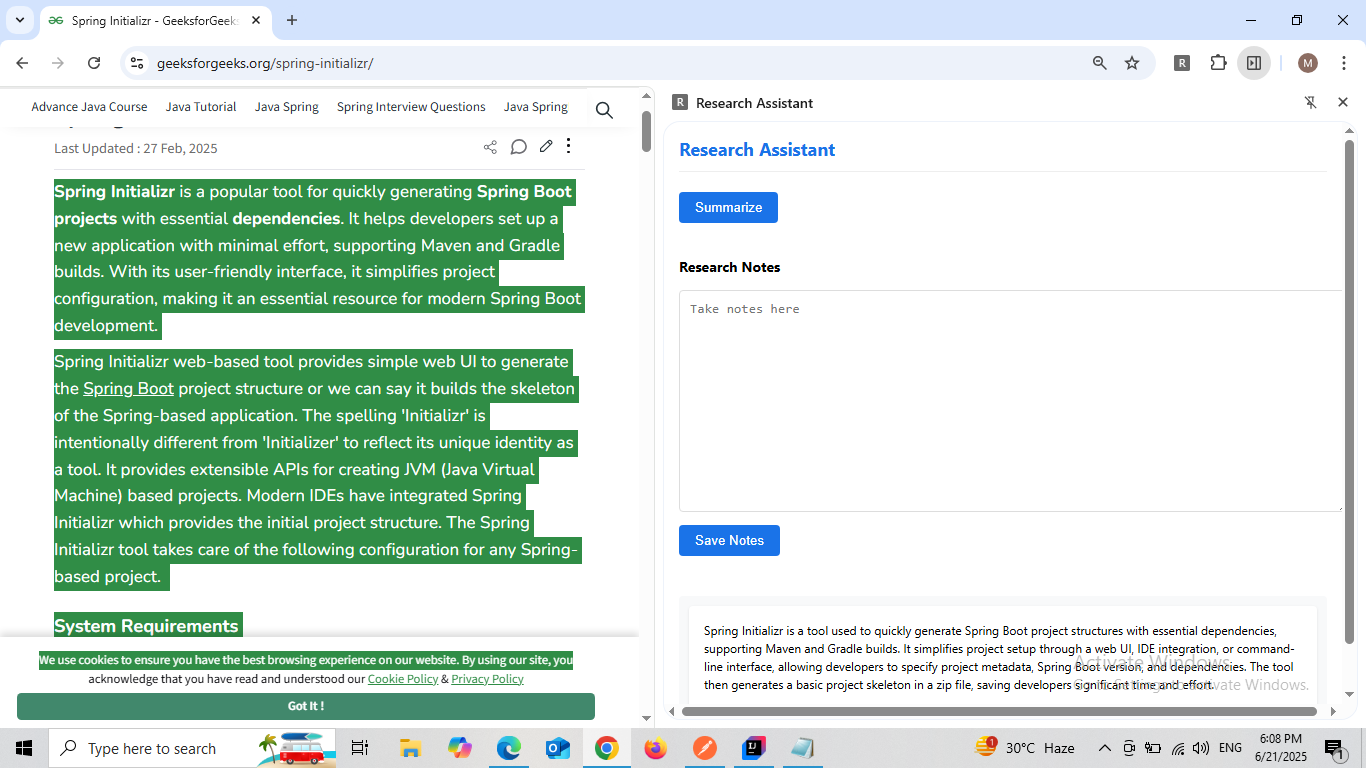 Spring Initializr - GeeksforGeeks
geeksforgeeks.org/spring-initializr/
R
M
Advance Java Course Java Tutorial Java Spring Spring Interview Questions Java Spring
Last Updated : 27 Feb, 2025
Spring Initializr is a popular tool for quickly generating Spring Boot
projects with essential dependencies. It helps developers set up a
new application with minimal effort, supporting Maven and Gradle
builds. With its user-friendly interface, it simplifies project
configuration, making it an essential resource for modern Spring Boot
development.
Spring Initializr web-based tool provides simple web UI to generate
the Spring Boot project structure or we can say it builds the skeleton
of the Spring-based application. The spelling 'Initializr' is
intentionally different from 'Initializer' to reflect its unique identity as
a tool. It provides extensible APIs for creating JVM (Java Virtual
Machine) based projects. Modern IDEs have integrated Spring
Initializr which provides the initial project structure. The Spring
Initializr tool takes care of the following configuration for any Spring-
based project.
System Requirements
We use cookies to ensure you have the best browsing experience on our website. By using our site, you
acknowledge that you have read and understood our Cookie Policy & Privacy Policy
Got It !
R Research Assistant
Research Assistant
Summarize
Research Notes
Take notes here
Save Notes
Spring Initializr is a tool used to quickly generate Spring Boot project structures with essential dependencies,
supporting Maven and Gradle builds. It simplifies project setup through a web UI, IDE integration, or command-
line interface, allowing developers to specify project metadata, Spring Boot version, and dependencies. The tool
then generates a basic project skeleton in a zip file, saving developers significant time and effort.
Activate Windows
Go to Settings to activate Windows.
Type here to search
1
30°C Haze
ENG
6:08 PM
6/21/2025
1